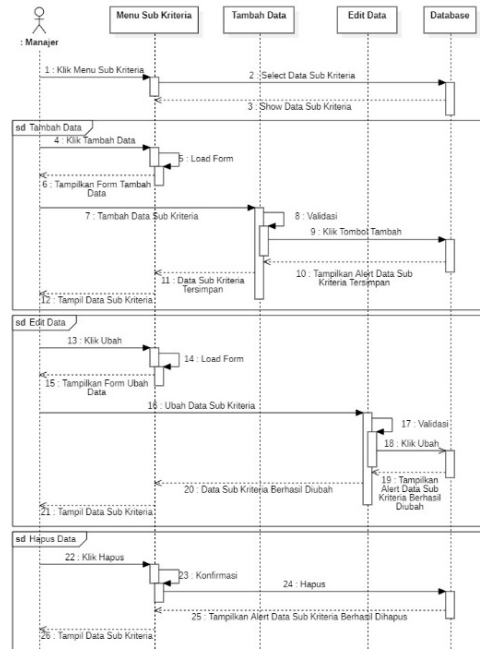 : Manajer
Menu Sub Kriteria
Tambah Data
Edit Data
Database
1 : Klik Menu Sub Kriteria
2 : Select Data Sub Kriteria
3 : Show Data Sub Kriteria
sd Tambah Data
4 : Klik Tambah Data
5 : Load Form
6 : Tampilkan Form Tambah
Data
7 : Tambah Data Sub Kriteria
8 : Validasi
9 : Klik Tombol Tambah
10 : Tampilkan Alert Data Sub
Kriteria Tersimpan
11 : Data Sub Kriteria
Tersimpan
12 : Tampil Data Sub Kriteria
sd Edit Data
13 : Klik Ubah
14 : Load Form
15 : Tampilkan Form Ubah
Data
16 : Ubah Data Sub Kriteria
17 : Validasi
18 : Klik Ubah
19 : Tampilkan
Alert Data Sub
Kriteria Berhasil
Diubah
20 : Data Sub Kriteria Berhasil Diubah
21 : Tampil Data Sub Kriteria
sd Hapus Data
22 : Klik Hapus
23 : Konfirmasi
24 : Hapus
25 : Tampilkan Alert Data Sub Kriteria Berhasil Dihapus
26 : Tampil Data Sub Kriteria